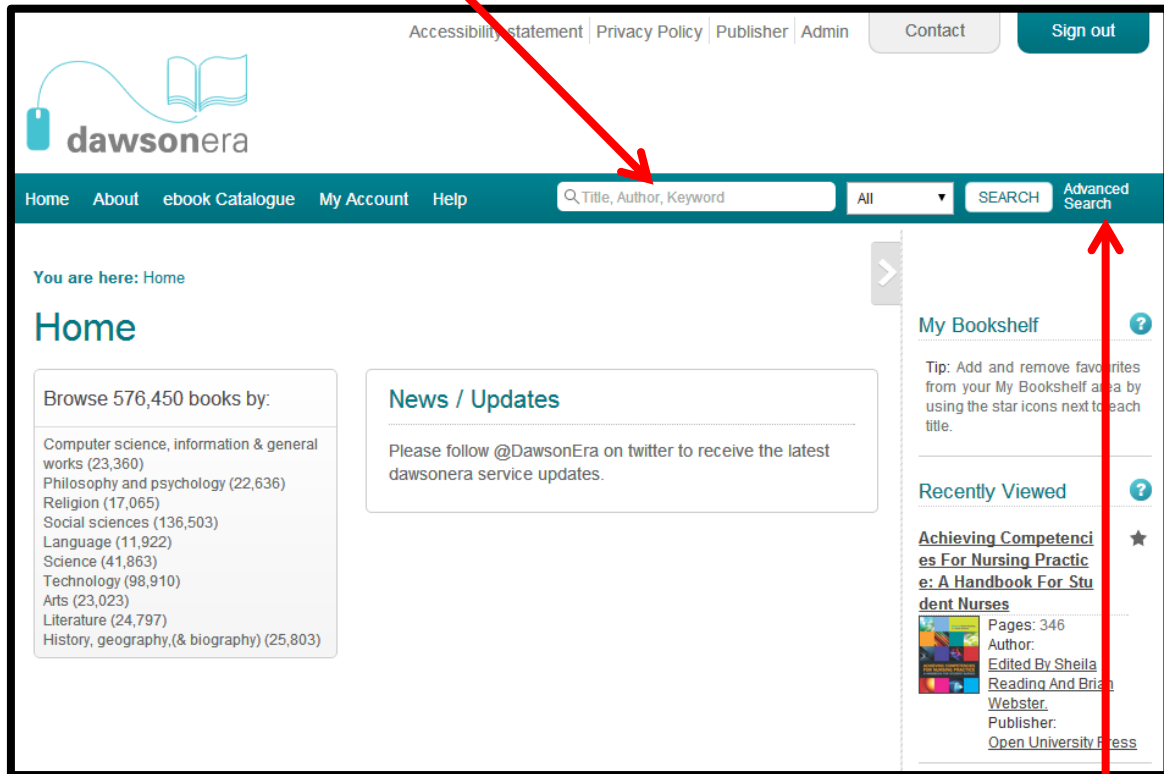 Accessibility statement Privacy Policy Publisher Admin Contact Sign out
dawsonera
Home About ebook Catalogue My Account Help Title, Author, Keyword All SEARCH Advanced
Search
You are here: Home
Home
Browse 576,450 books by:
Computer science, information & general
works (23,360)
Philosophy and psychology (22,636)
Religion (17,065)
Social sciences (136,503)
Language (11,922)
Science (41,863)
Technology (98,910)
Arts (23,023)
Literature (24,797)
History, geography,(& biography) (25,803)
News / Updates
Please follow @DawsonEra on twitter to receive the latest
dawsonera service updates.
My Bookshelf ?
Tip: Add and remove favourites
from your My Bookshelf area by
using the star icons next to each
title.
Recently Viewed ?
Achieving Competenci
es For Nursing Practic
e: A Handbook For Stu
dent Nurses
ACHIEVING COMPETENCIES
FOR NURSING PRACTICE
Pages: 346
Author:
Edited By Sheila
Reading And Brian
Webster.
Publisher:
Open University Press